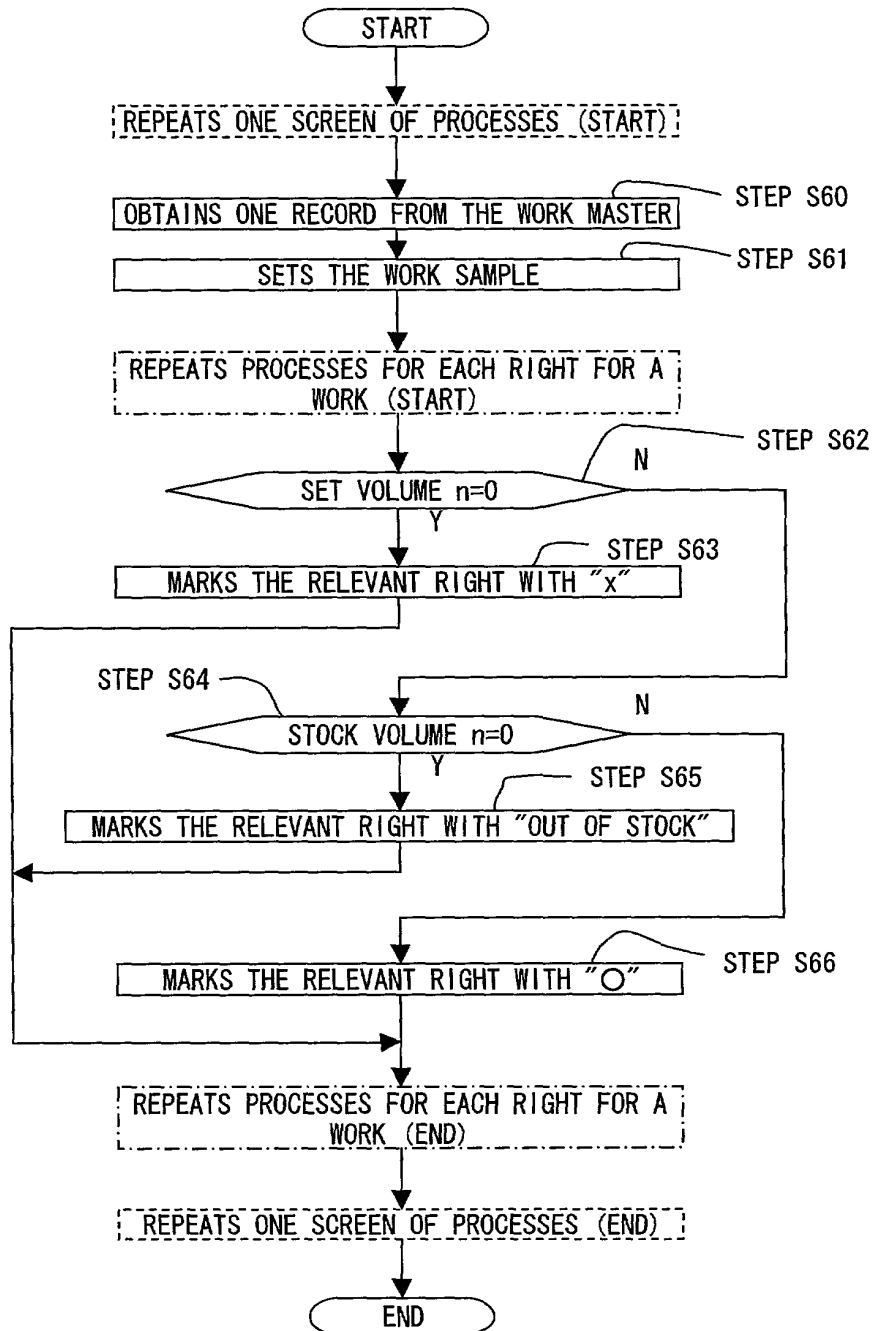 START
REPEATS ONE SCREEN OF PROCESSES (START)
STEP S60
OBTAINS ONE RECORD FROM THE WORK MASTER
STEP S61
SETS THE WORK SAMPLE
REPEATS PROCESSES FOR EACH RIGHT FOR A
WORK (START)
STEP S62
N
SET VOLUME n=0
Y
STEP S63
MARKS THE RELEVANT RIGHT WITH "x"
STEP S64
N
STOCK VOLUME n=0
Y
STEP S65
MARKS THE RELEVANT RIGHT WITH "OUT OF STOCK"
STEP S66
MARKS THE RELEVANT RIGHT WITH "○"
REPEATS PROCESSES FOR EACH RIGHT FOR A
WORK (END)
REPEATS ONE SCREEN OF PROCESSES (END)
END